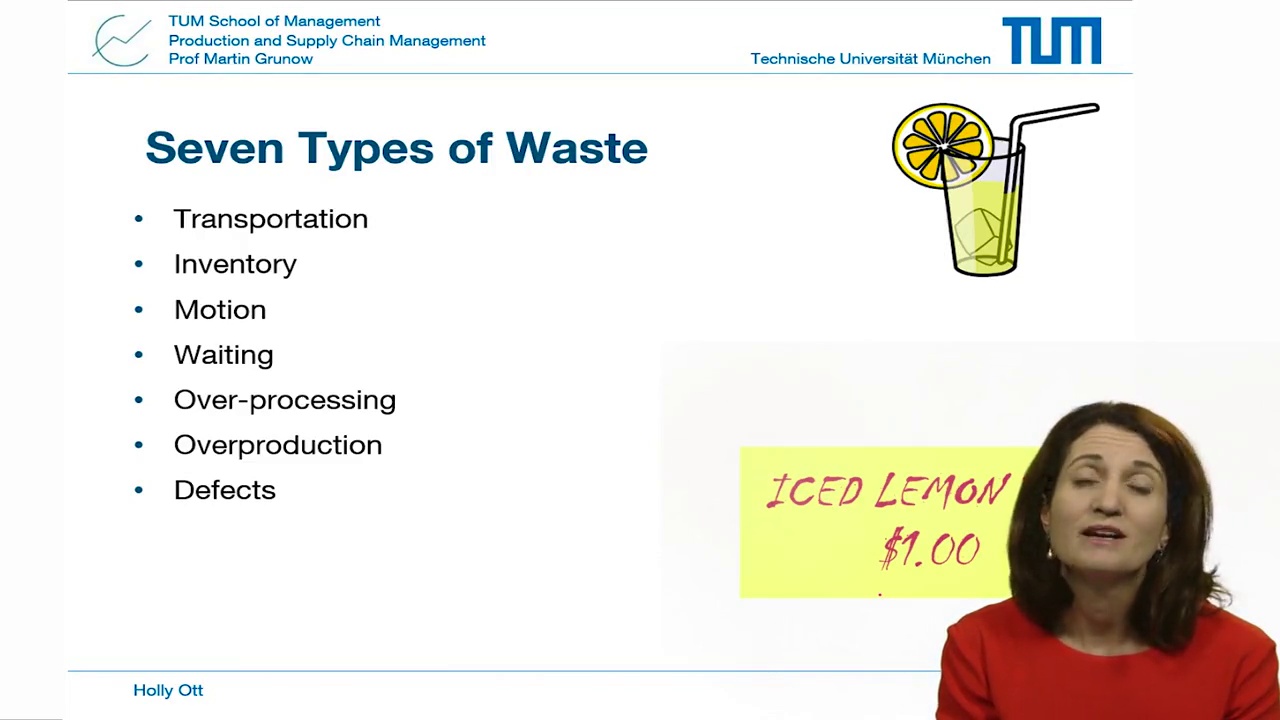 TUM School of Management
Production and Supply Chain Management
Prof Martin Grunow
Technische Universität München
TUM
Seven Types of Waste
• Transportation
• Inventory
• Motion
• Waiting
• Over-processing
• Overproduction
• Defects
ICED LEMON
$1.00
Holly Ott